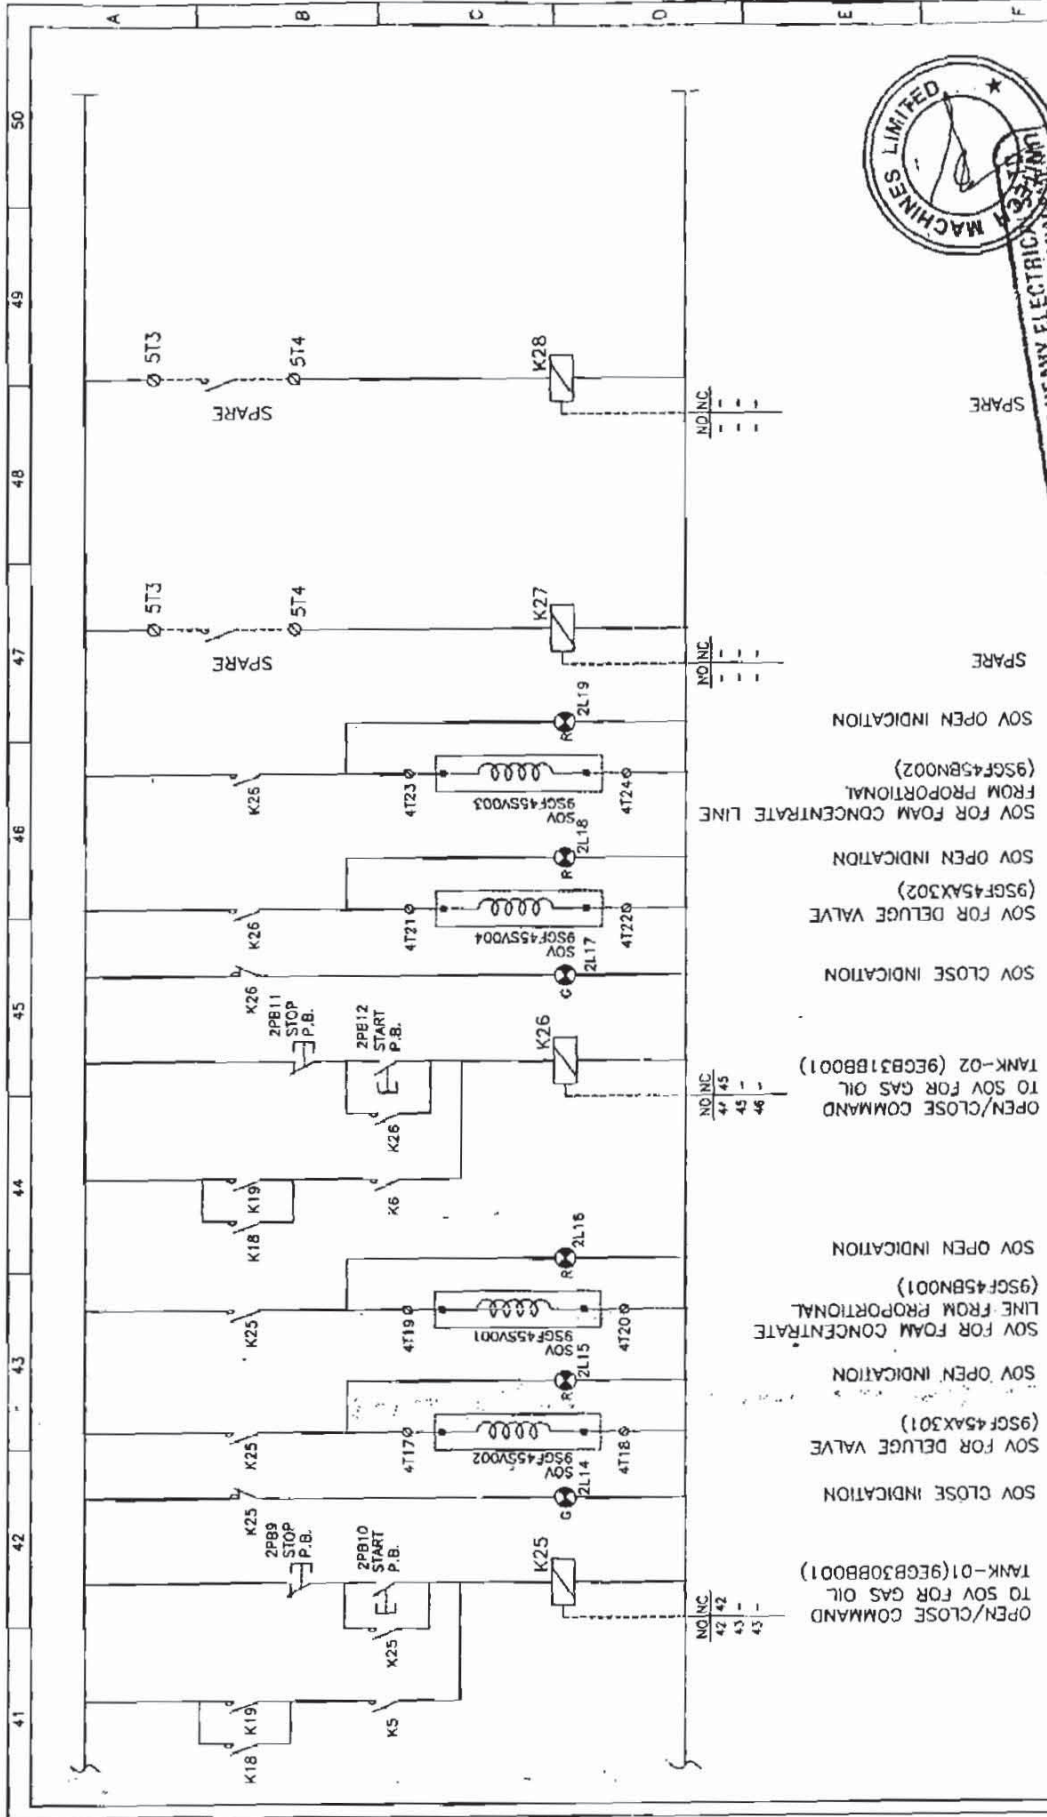 41 42 43 44 45 46 47 48 49 50
A
B
C
D
E
F
K18
K19
K5
2PB9
STOP
P.B.
2PB10
START
P.B.
K25
K25
NO NC
42 42
43 -
43 -
OPEN/CLOSE COMMAND
TO SOV FOR GAS OIL
TANK-01(9EGB30BB001)
K25
G
2L14
SOV CLOSE INDICATION
K25
4T17
SOV
9SGF45SV002
4T18
SOV FOR DELUGE VALVE
(9SGF45AX301)
R
2L15
SOV OPEN INDICATION
K25
4T19
SOV
9SGF45SV001
4T20
SOV FOR FOAM CONCENTRATE
LINE FROM PROPORTIONAL
(9SGF45BN001)
R
2L16
SOV OPEN INDICATION
K18
K19
K6
2PB11
STOP
P.B.
2PB12
START
P.B.
K26
K26
NO NC
44 45
45 -
46 -
OPEN/CLOSE COMMAND
TO SOV FOR GAS OIL
TANK-02 (9EGB31BB001)
K26
G
2L17
SOV CLOSE INDICATION
K26
4T21
SOV
9SGF45SV004
4T22
SOV FOR DELUGE VALVE
(9SGF45AX302)
R
2L18
SOV OPEN INDICATION
K26
4T23
SOV
9SGF45SV003
4T24
SOV FOR FOAM CONCENTRATE LINE
FROM PROPORTIONAL
(9SGF45BN002)
R
2L19
SOV OPEN INDICATION
5T3
SPARE
5T4
K27
NO NC
- -
- -
- -
SPARE
5T3
SPARE
5T4
K28
NO NC
- -
- -
- -
SPARE
MACHINES LIMITED
HEAVY ELECTRICAL